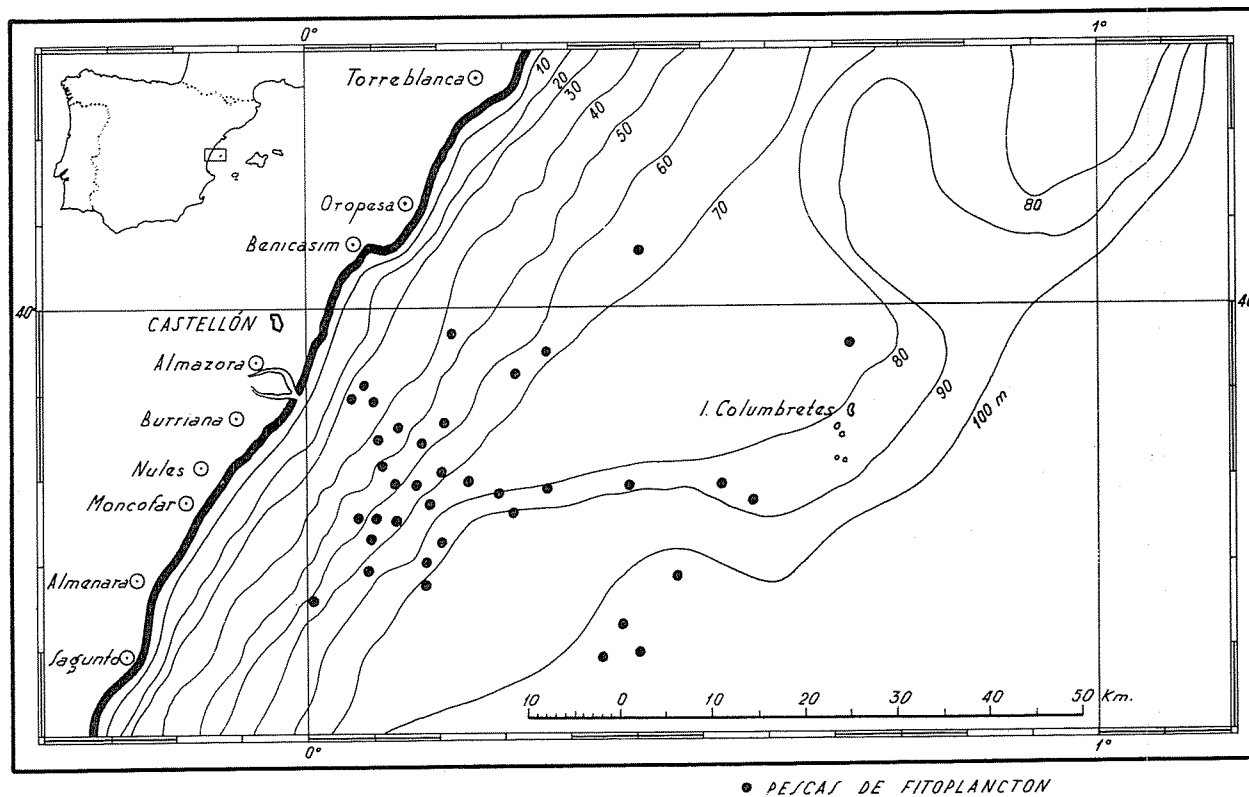 0° 1°
Torreblanca
10
20
30
40
50
60
70
80
Oropesa
Benicasim
40° 40
CASTELLÓN
Almazora
80
90
100 m
I. Columbretes
Burriana
Nules
Moncofar
Almenara
Sagunto
10 0 10 20 30 40 50 Km.
0° 1°
PESCAS DE FITOPLANCTON